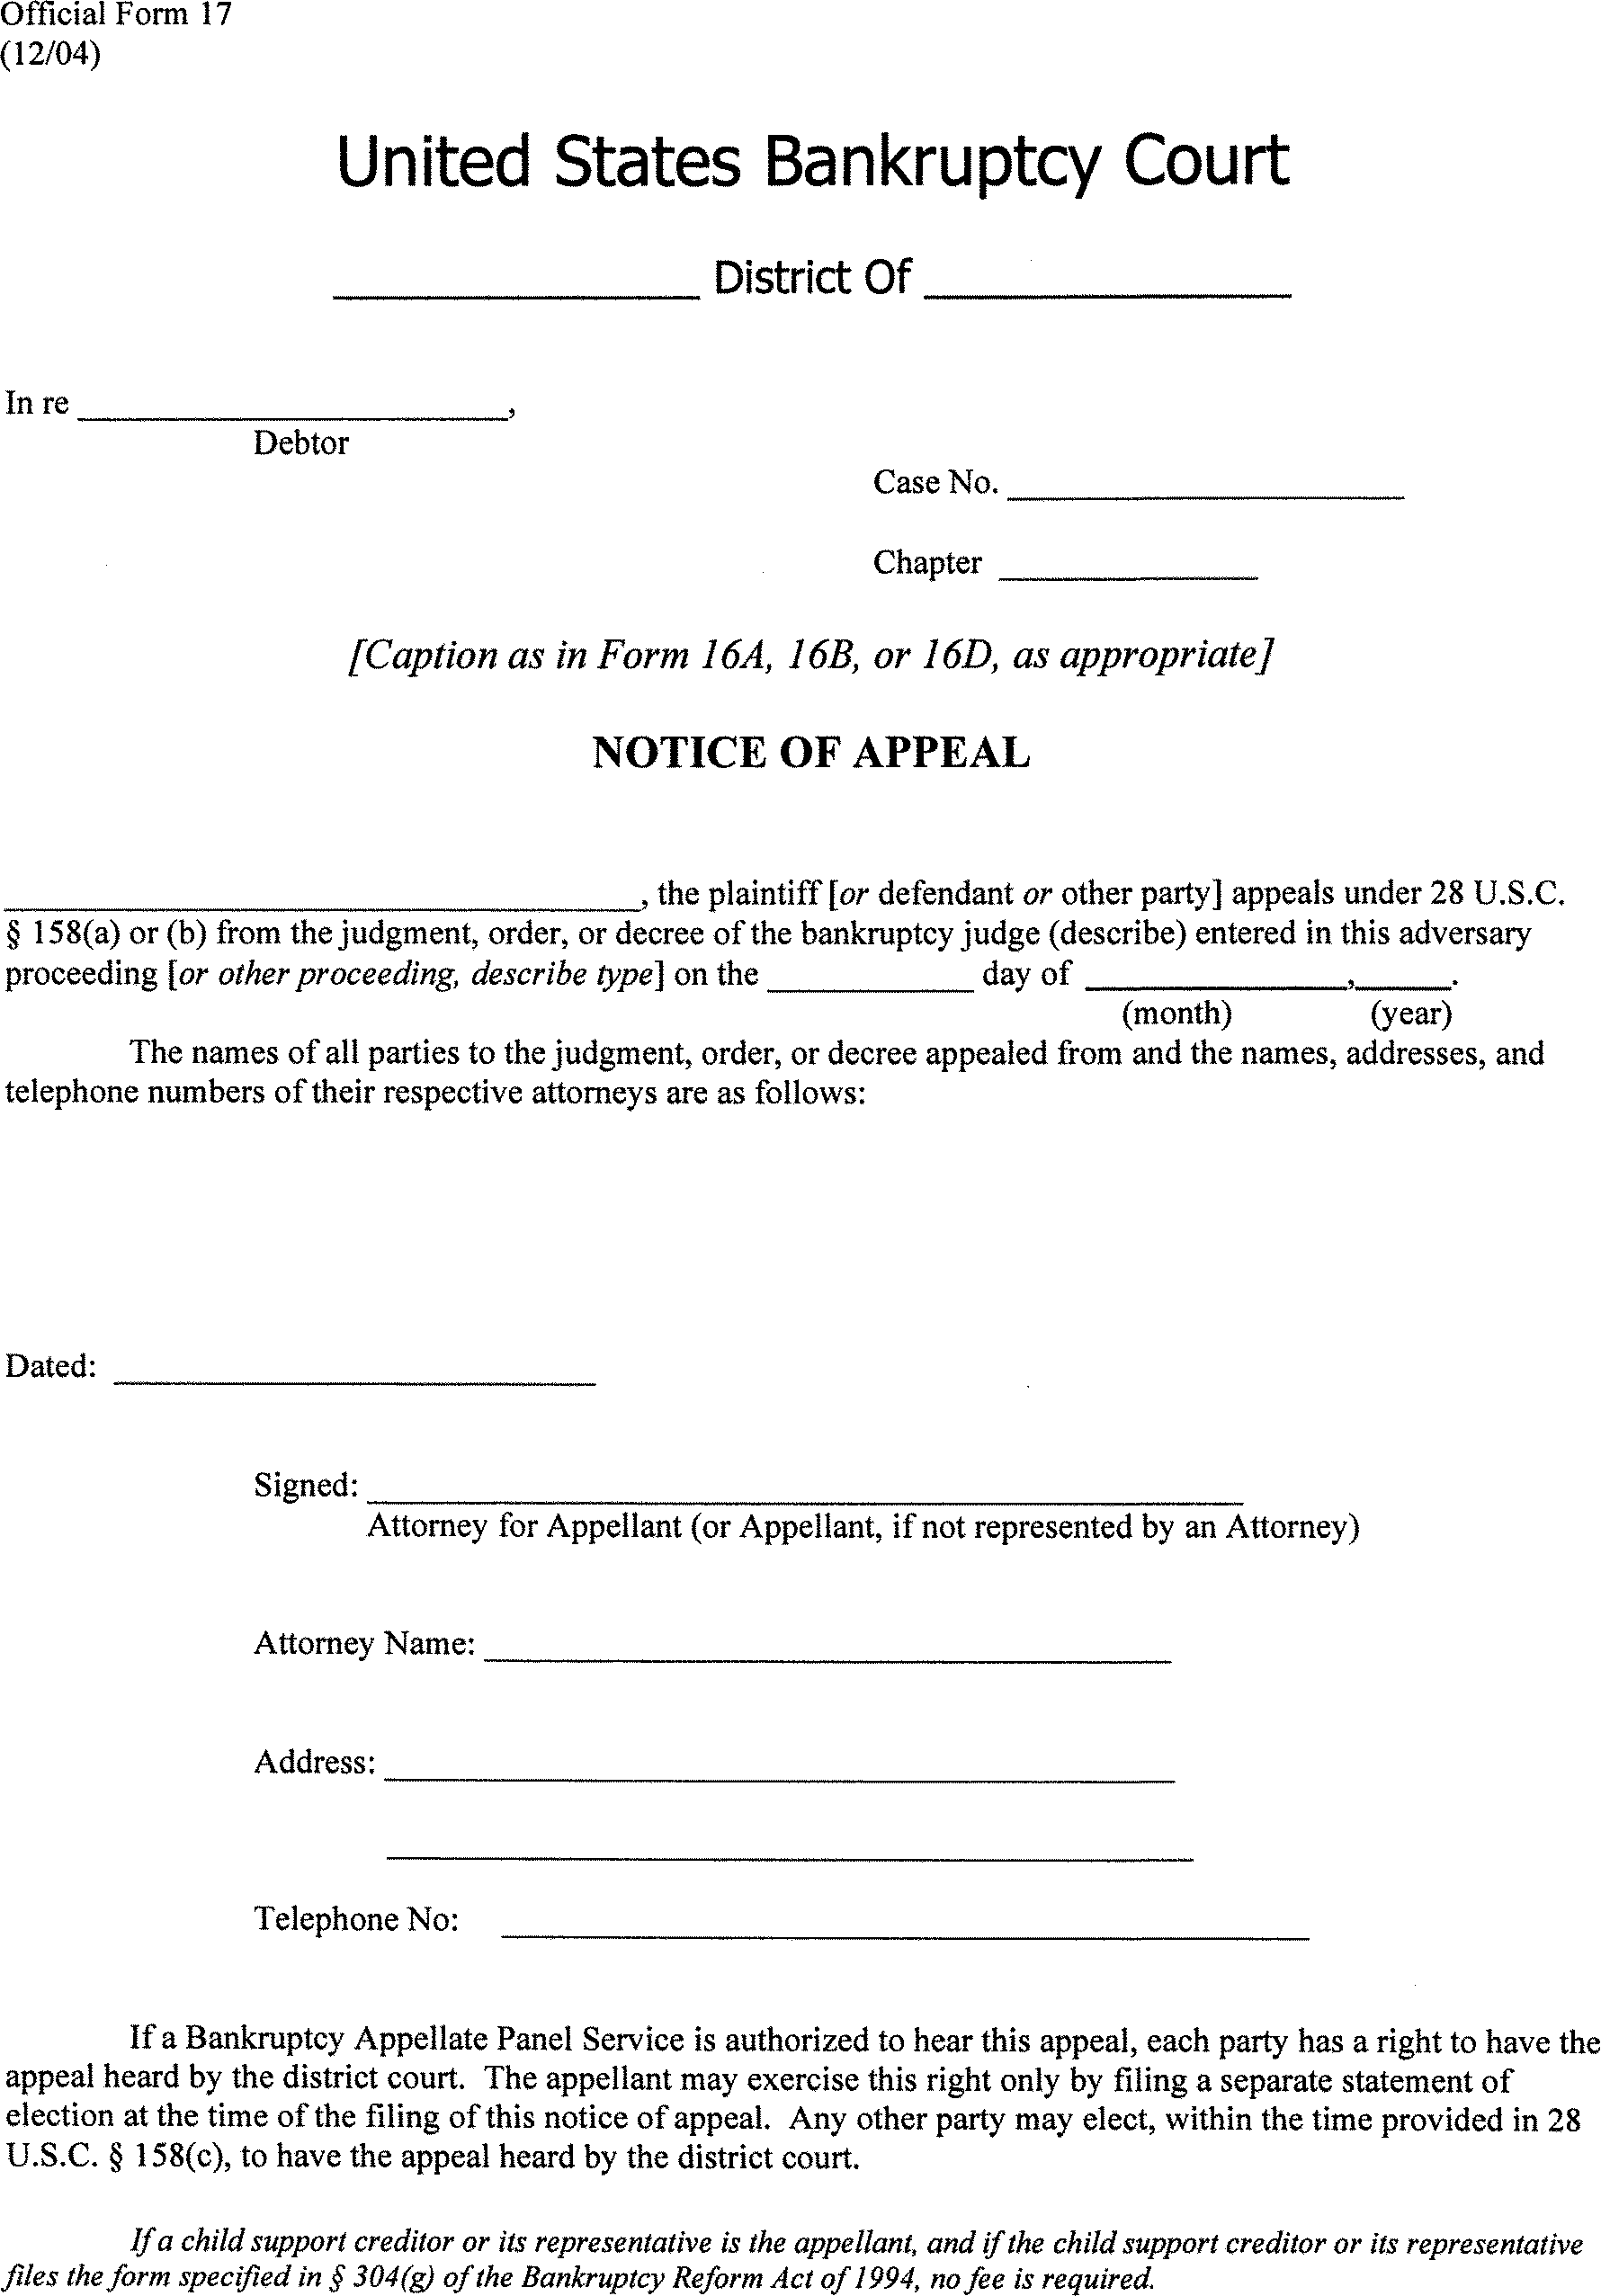 Official Form 17
(12/04)
United States Bankruptcy Court
_______________ District Of _______________
In re _______________,
Debtor
Case No. _______________
Chapter _______________
[Caption as in Form 16A, 16B, or 16D, as appropriate]
NOTICE OF APPEAL
_______________, the plaintiff [or defendant or other party] appeals under 28 U.S.C.
§ 158(a) or (b) from the judgment, order, or decree of the bankruptcy judge (describe) entered in this adversary
proceeding [or other proceeding, describe type] on the __________ day of __________,_____.
(month) (year)
The names of all parties to the judgment, order, or decree appealed from and the names, addresses, and
telephone numbers of their respective attorneys are as follows:
Dated: _______________
Signed: _______________
Attorney for Appellant (or Appellant, if not represented by an Attorney)
Attorney Name: _______________
Address: _______________
_______________
Telephone No: _______________
If a Bankruptcy Appellate Panel Service is authorized to hear this appeal, each party has a right to have the
appeal heard by the district court. The appellant may exercise this right only by filing a separate statement of
election at the time of the filing of this notice of appeal. Any other party may elect, within the time provided in 28
U.S.C. § 158(c), to have the appeal heard by the district court.
If a child support creditor or its representative is the appellant, and if the child support creditor or its representative
files the form specified in § 304(g) of the Bankruptcy Reform Act of 1994, no fee is required.